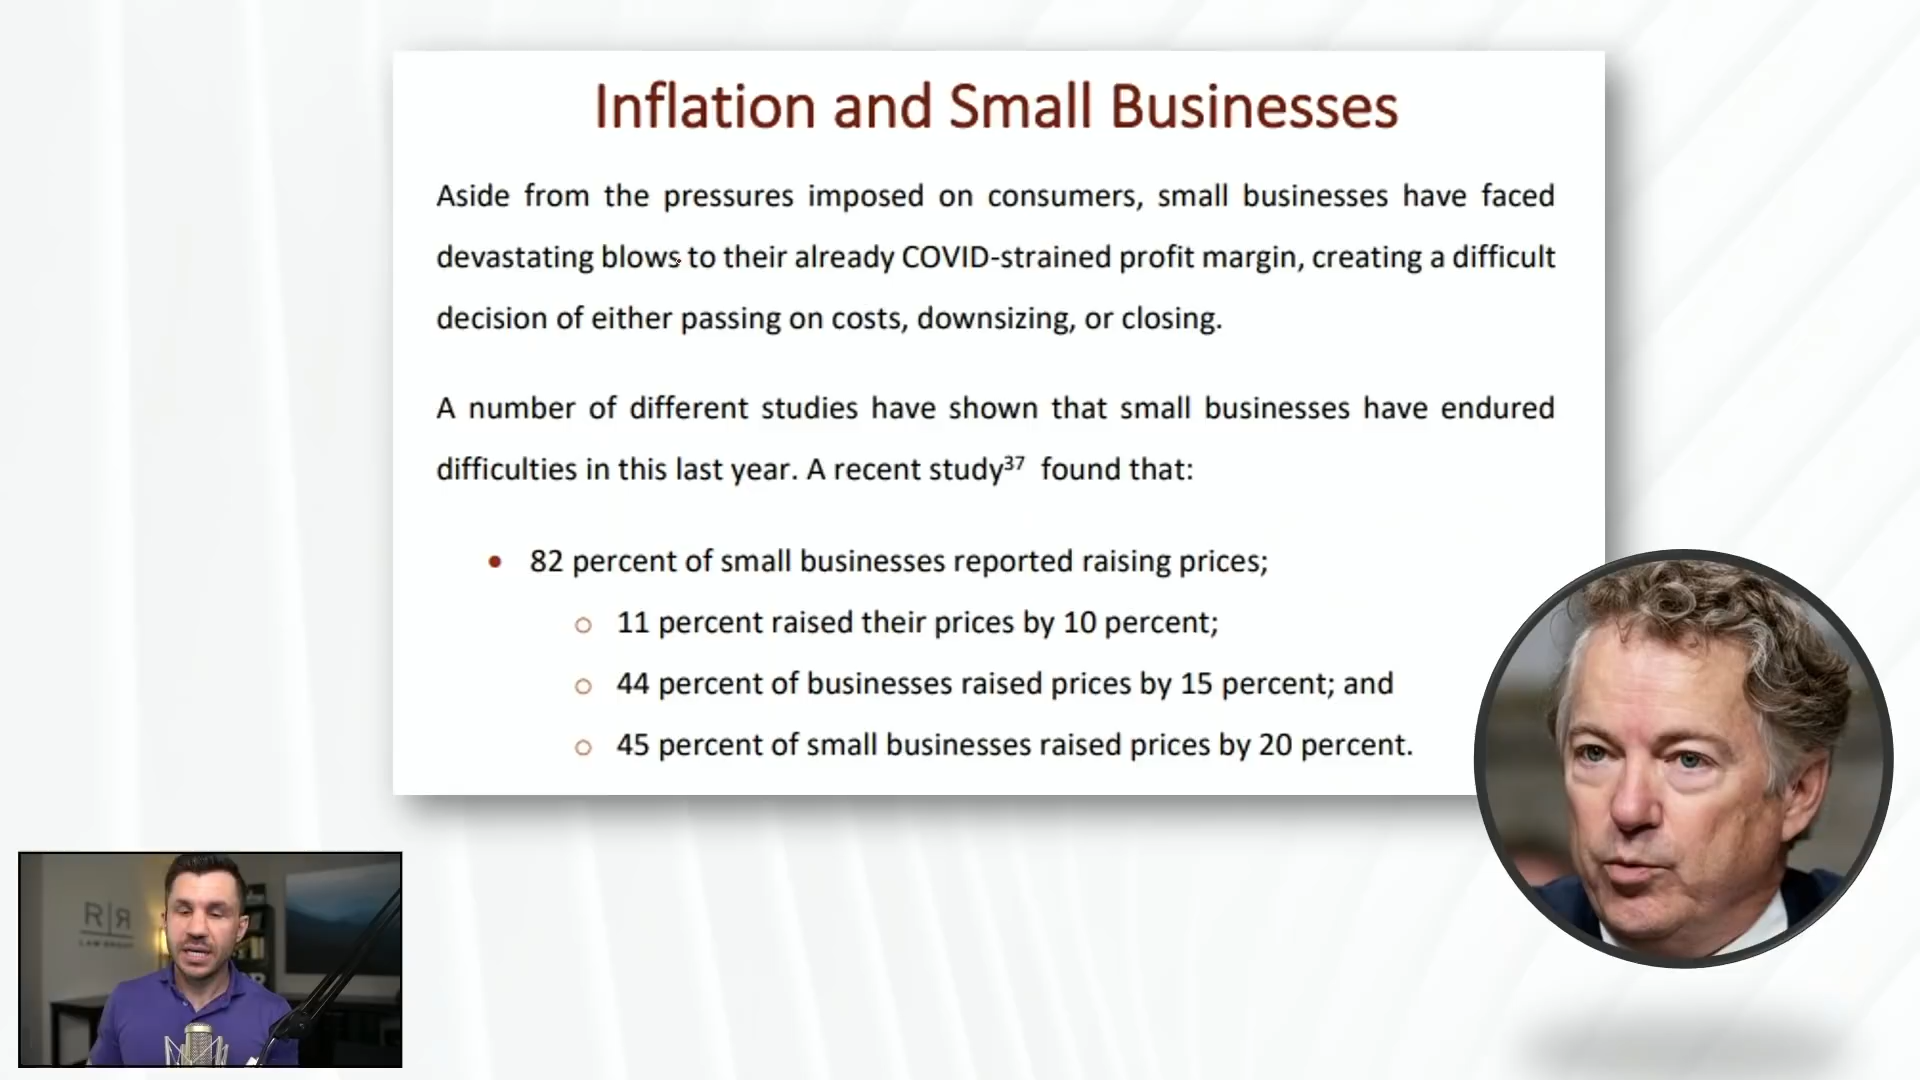 Inflation and Small Businesses
Aside from the pressures imposed on consumers, small businesses have faced
devastating blows to their already COVID-strained profit margin, creating a difficult
decision of either passing on costs, downsizing, or closing.
A number of different studies have shown that small businesses have endured
difficulties in this last year. A recent study³⁷ found that:
• 82 percent of small businesses reported raising prices;
○ 11 percent raised their prices by 10 percent;
○ 44 percent of businesses raised prices by 15 percent; and
○ 45 percent of small businesses raised prices by 20 percent.
R|Я
LAW GROUP